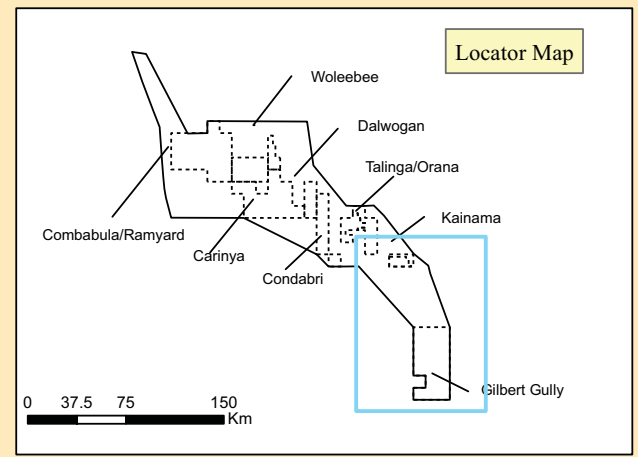 Locator Map
Woleebee
Dalwogan
Talinga/Orana
Kainama
Combabula/Ramyard
Carinya
Condabri
Gilbert Gully
0 37.5 75 150
Km